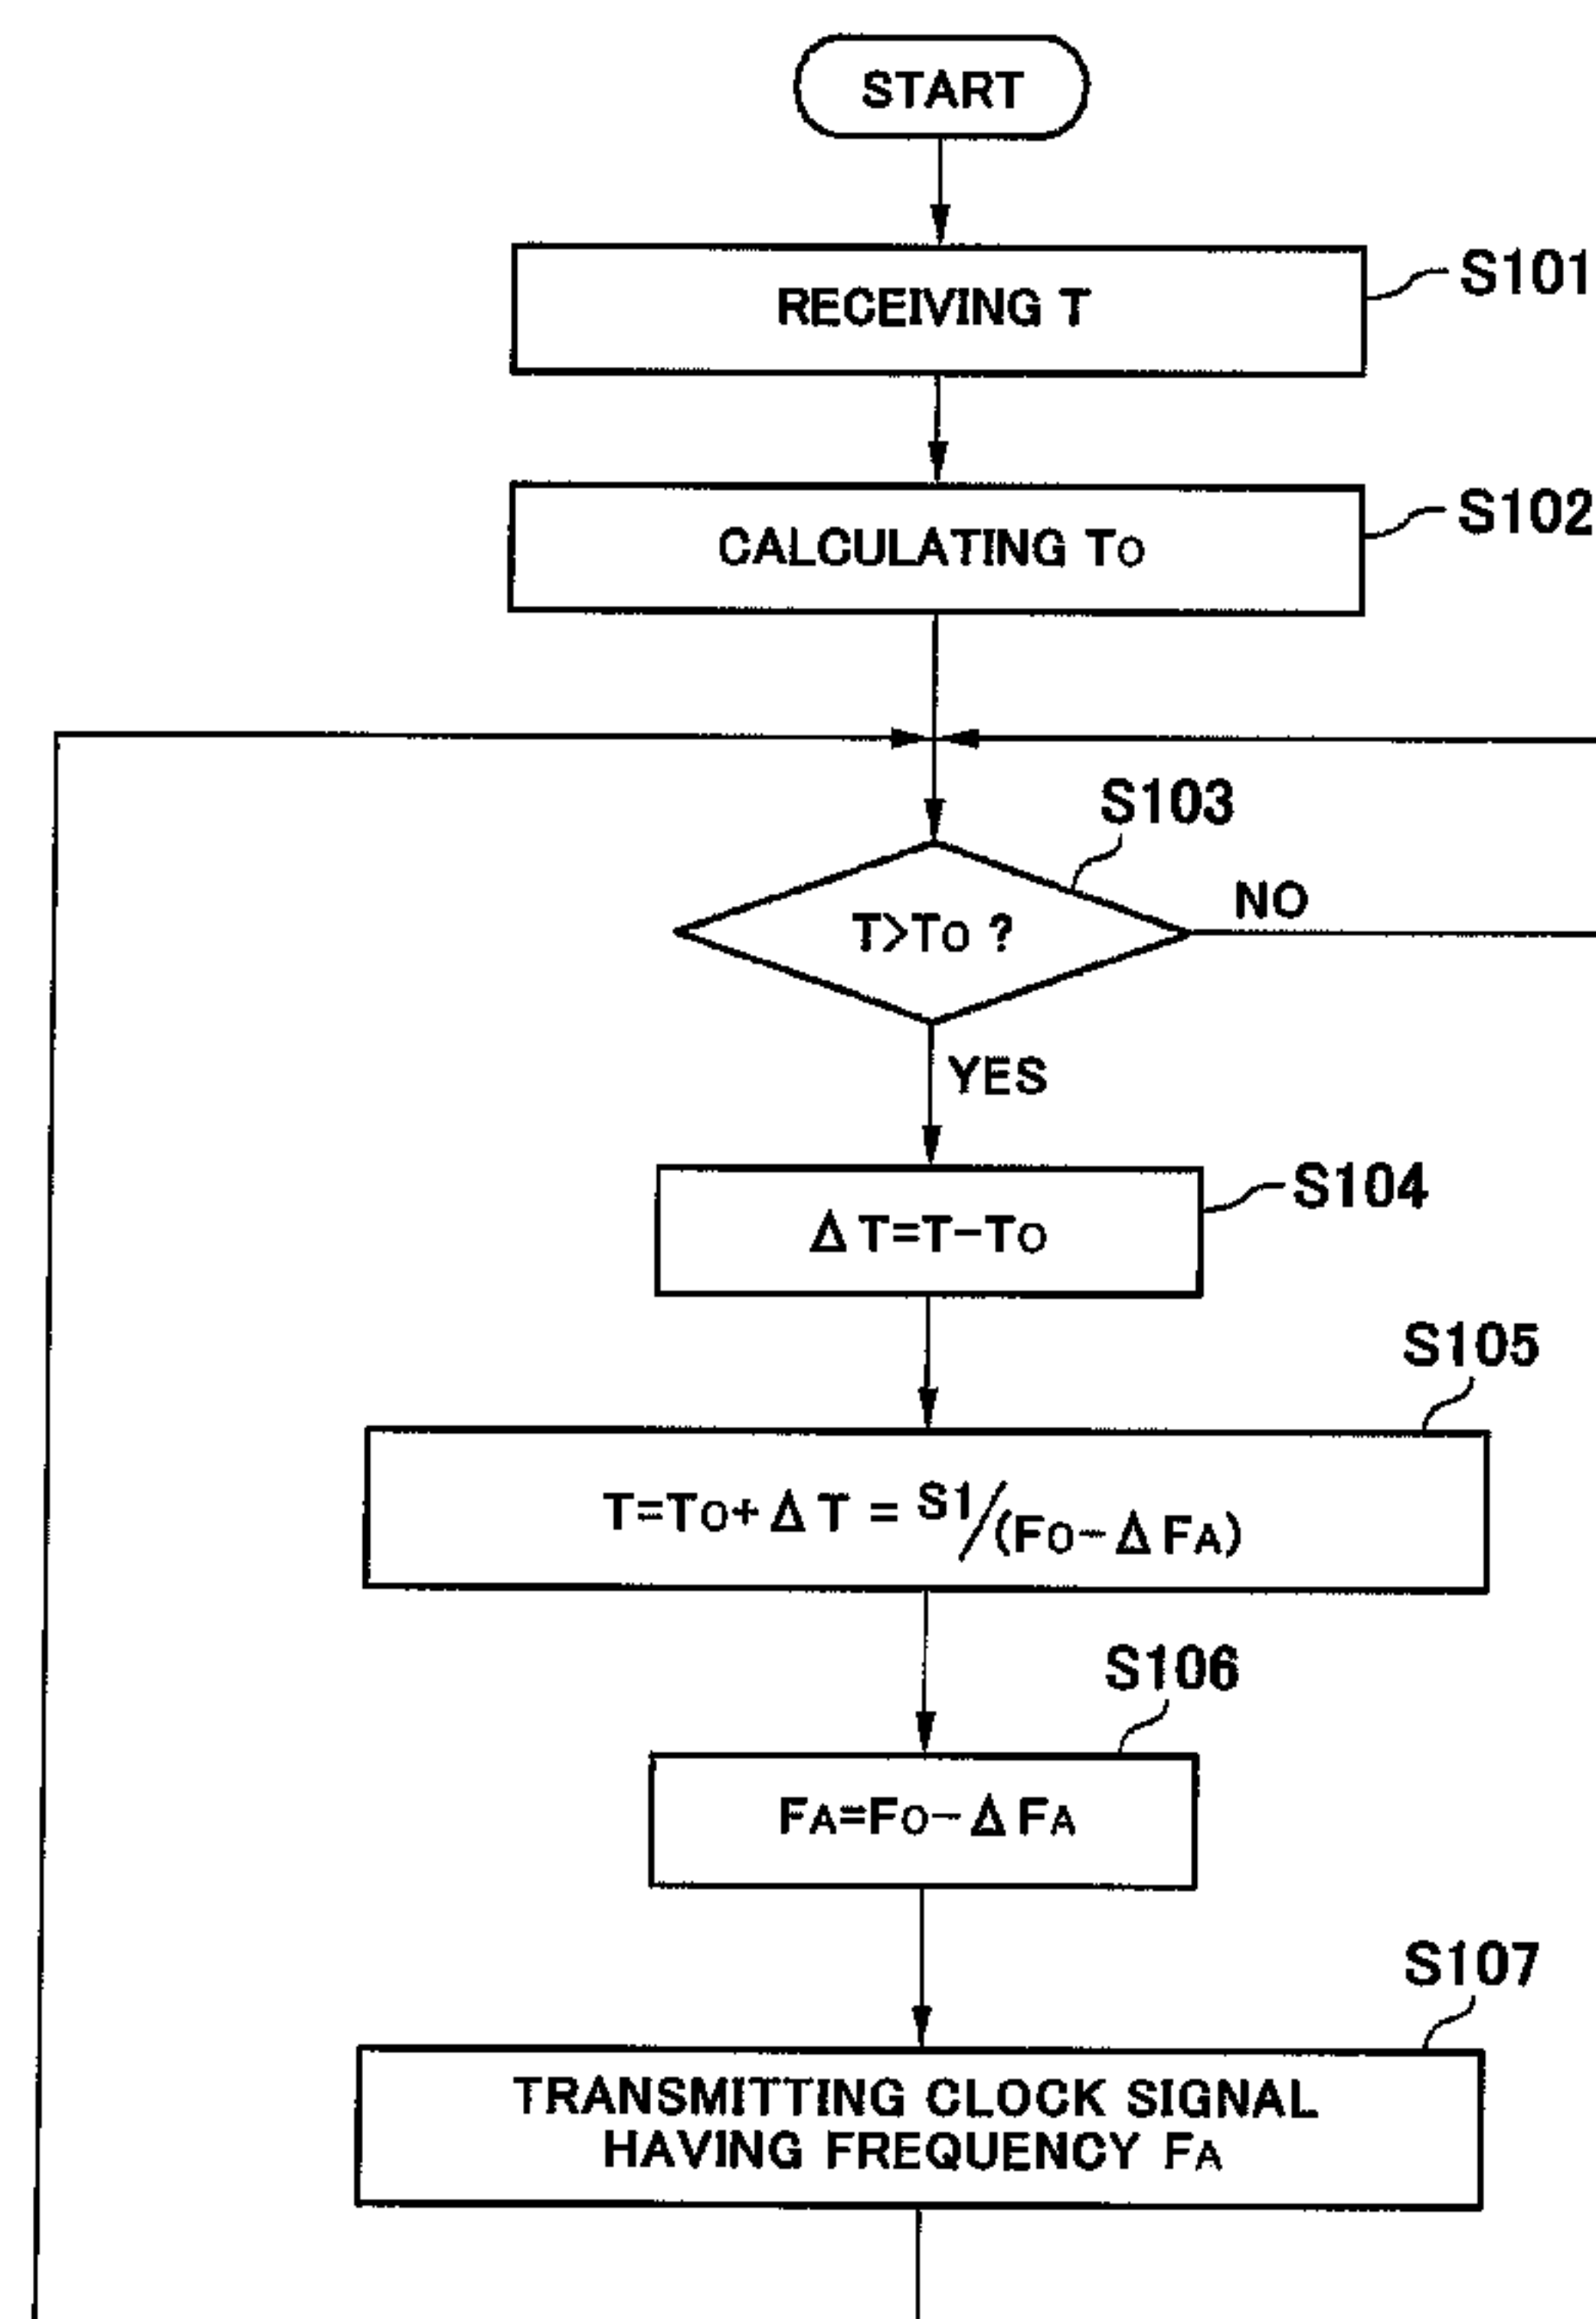 START
RECEIVING T
S101
CALCULATING TO
S102
S103
T>TO ?
NO
YES
ΔT=T-TO
S104
S105
T=TO+ΔT = S1/(FO-ΔFA)
S106
FA=FO-ΔFA
S107
TRANSMITTING CLOCK SIGNAL
HAVING FREQUENCY FA